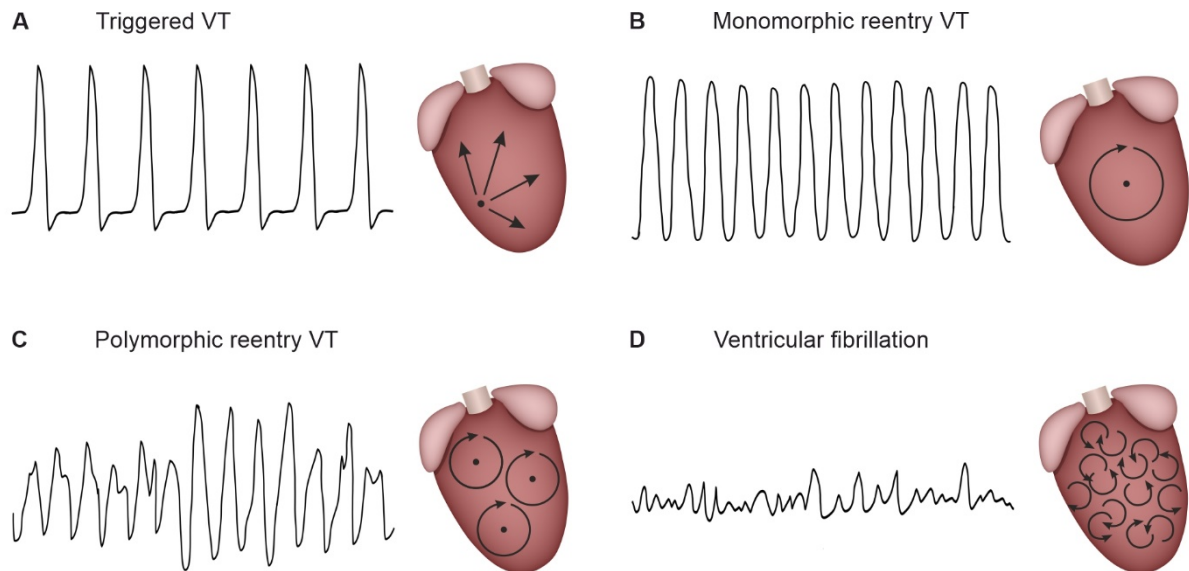 A Triggered VT
B Monomorphic reentry VT
C Polymorphic reentry VT
D Ventricular fibrillation